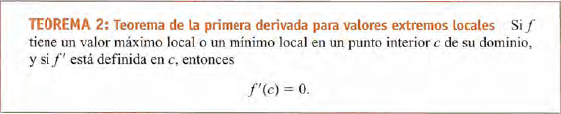 TEOREMA 2: Teorema de la primera derivada para valores extremos locales Si f
tiene un valor máximo local o un mínimo local en un punto interior c de su dominio,
y si f' está definida en c, entonces
f'(c) = 0.